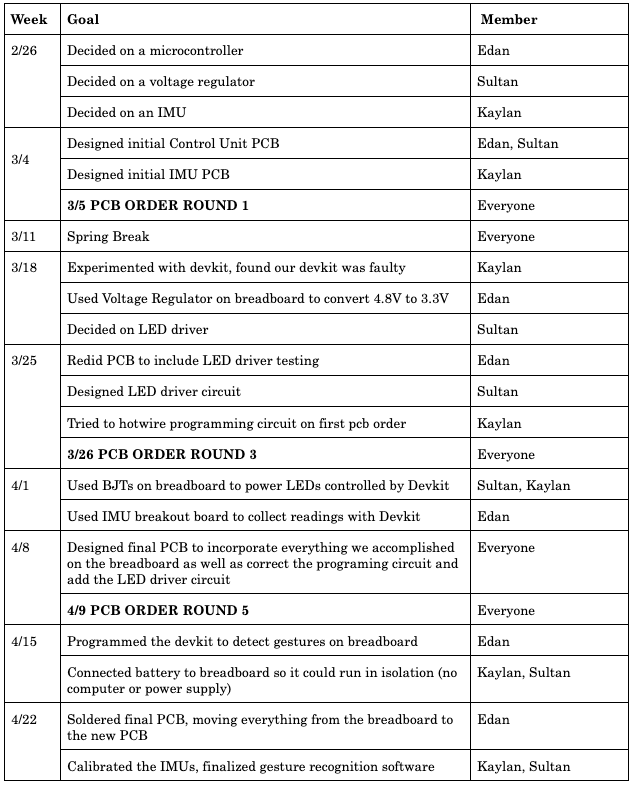 Week Goal Member
2/26 Decided on a microcontroller Edan
Decided on a voltage regulator Sultan
Decided on an IMU Kaylan
3/4 Designed initial Control Unit PCB Edan, Sultan
Designed initial IMU PCB Kaylan
3/5 PCB ORDER ROUND 1 Everyone
3/11 Spring Break Everyone
3/18 Experimented with devkit, found our devkit was faulty Kaylan
Used Voltage Regulator on breadboard to convert 4.8V to 3.3V Edan
Decided on LED driver Sultan
3/25 Redid PCB to include LED driver testing Edan
Designed LED driver circuit Sultan
Tried to hotwire programming circuit on first pcb order Kaylan
3/26 PCB ORDER ROUND 3 Everyone
4/1 Used BJTs on breadboard to power LEDs controlled by Devkit Sultan, Kaylan
Used IMU breakout board to collect readings with Devkit Edan
4/8 Designed final PCB to incorporate everything we accomplished Everyone
on the breadboard as well as correct the programing circuit and
add the LED driver circuit
4/9 PCB ORDER ROUND 5 Everyone
4/15 Programmed the devkit to detect gestures on breadboard Edan
Connected battery to breadboard so it could run in isolation (no Kaylan, Sultan
computer or power supply)
4/22 Soldered final PCB, moving everything from the breadboard to Edan
the new PCB
Calibrated the IMUs, finalized gesture recognition software Kaylan, Sultan